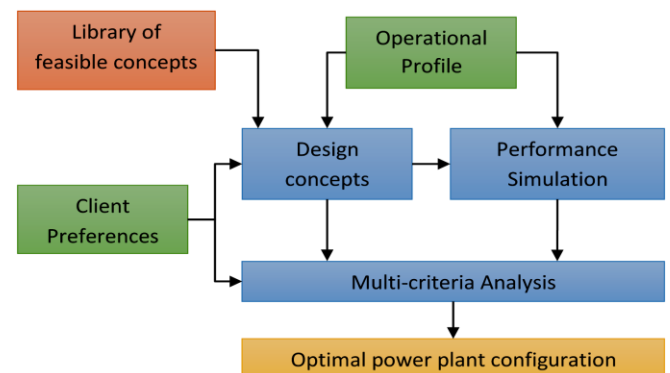 Library of
feasible concepts
Operational
Profile
Design
concepts
Performance
Simulation
Client
Preferences
Multi-criteria Analysis
Optimal power plant configuration